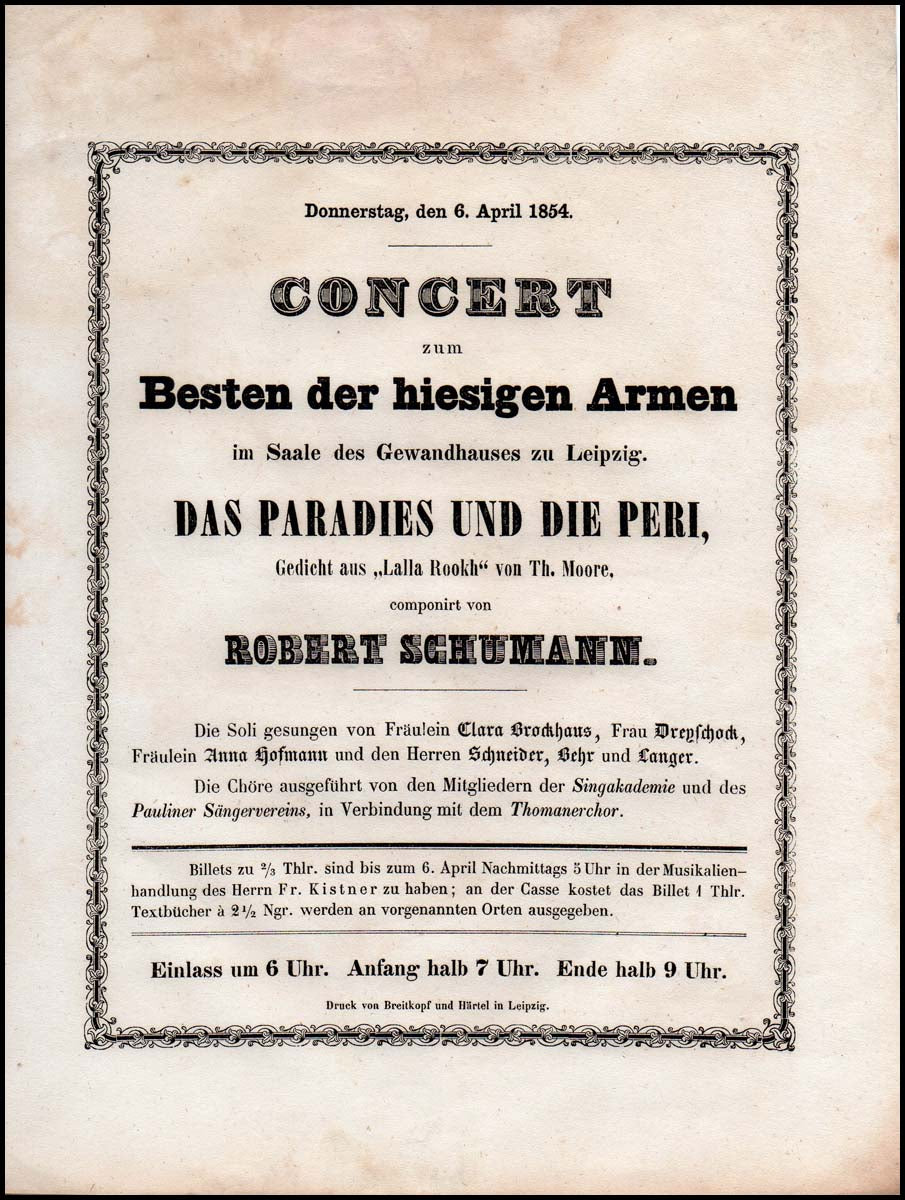 Donnerstag, den 6. April 1854.
CONCERT
zum
Besten der hiesigen Armen
im Saale des Gewandhauses zu Leipzig.
DAS PARADIES UND DIE PERI,
Gedicht aus „Lalla Rookh“ von Th. Moore,
componirt von
ROBERT SCHUMANN.
Die Soli gesungen von Fräulein Clara Brockhaus, Frau Dreyschock,
Fräulein Anna Hofmann und den Herren Schneider, Behr und Langer.
Die Chöre ausgeführt von den Mitgliedern der Singakademie und des
Pauliner Sängervereins, in Verbindung mit dem Thomanerchor.
Billets zu 2/3 Thlr. sind bis zum 6. April Nachmittags 5 Uhr in der Musikalien-
handlung des Herrn Fr. Kistner zu haben; an der Casse kostet das Billet 1 Thlr.
Textbücher à 2 1/2 Ngr. werden an vorgenannten Orten ausgegeben.
Einlass um 6 Uhr. Anfang halb 7 Uhr. Ende halb 9 Uhr.
Druck von Breitkopf und Härtel in Leipzig.